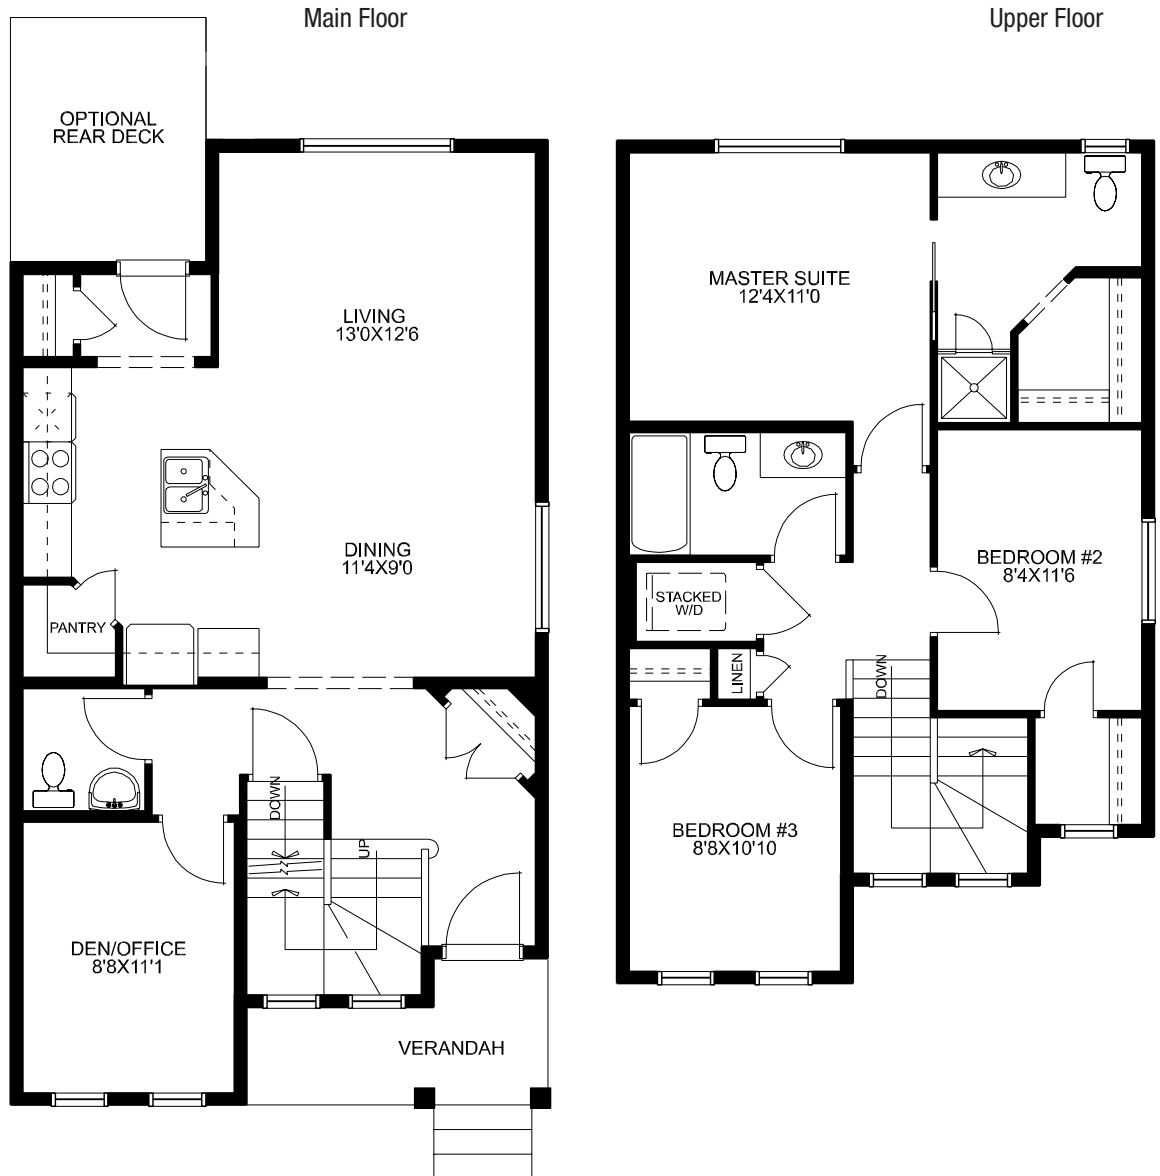 Main Floor
OPTIONAL
REAR DECK
LIVING
13'0X12'6
DINING
11'4X9'0
PANTRY
DOWN
UP
DEN/OFFICE
8'8X11'1
VERANDAH
Upper Floor
MASTER SUITE
12'4X11'0
BEDROOM #2
8'4X11'6
STACKED
W/D
LINEN
DOWN
BEDROOM #3
8'8X10'10